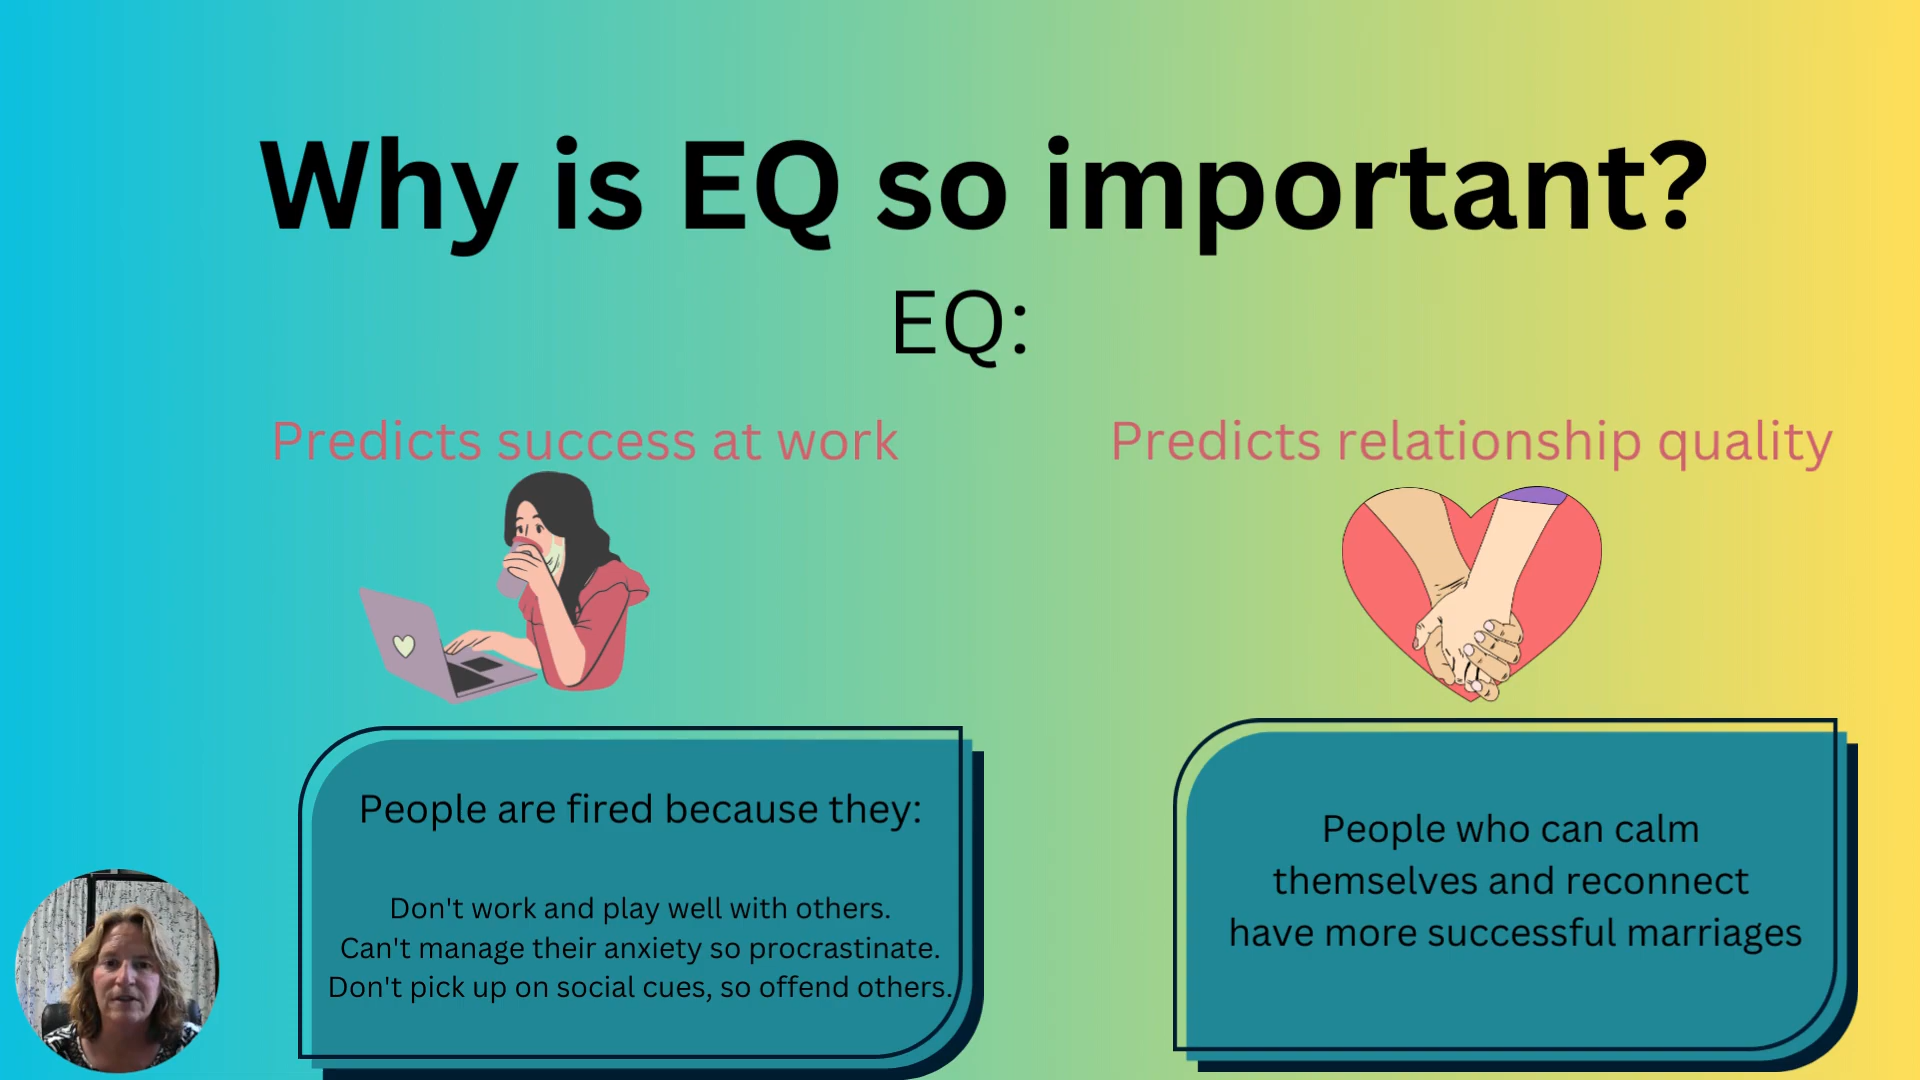 Why is EQ so important?
EQ:
Predicts success at work
People are fired because they:
Don't work and play well with others.
Can't manage their anxiety so procrastinate.
Don't pick up on social cues, so offend others.
Predicts relationship quality
People who can calm
themselves and reconnect
have more successful marriages